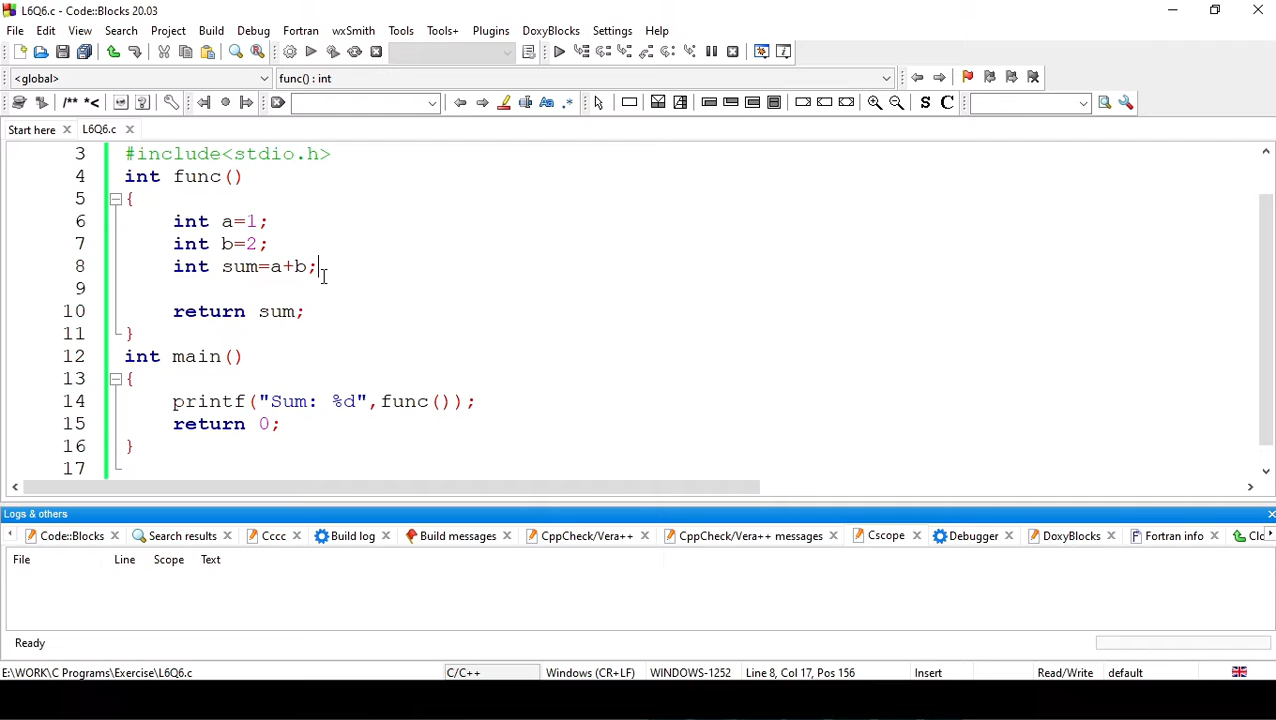 L6Q6.c - Code::Blocks 20.03
File Edit View Search Project Build Debug Fortran wxSmith Tools Tools+ Plugins DoxyBlocks Settings Help
<global> func() : int
/** *< Aa .* S C
Start here L6Q6.c
3 #include<stdio.h>
4 int func()
5 {
6 int a=1;
7 int b=2;
8 int sum=a+b;
9
10 return sum;
11 }
12 int main()
13 {
14 printf("Sum: %d",func());
15 return 0;
16 }
17
Logs & others
Code::Blocks Search results Cccc Build log Build messages CppCheck/Vera++ CppCheck/Vera++ messages Cscope Debugger DoxyBlocks Fortran info Clo
File Line Scope Text
Ready
E:\WORK\C Programs\Exercise\L6Q6.c C/C++ Windows (CR+LF) WINDOWS-1252 Line 8, Col 17, Pos 156 Insert Read/Write default